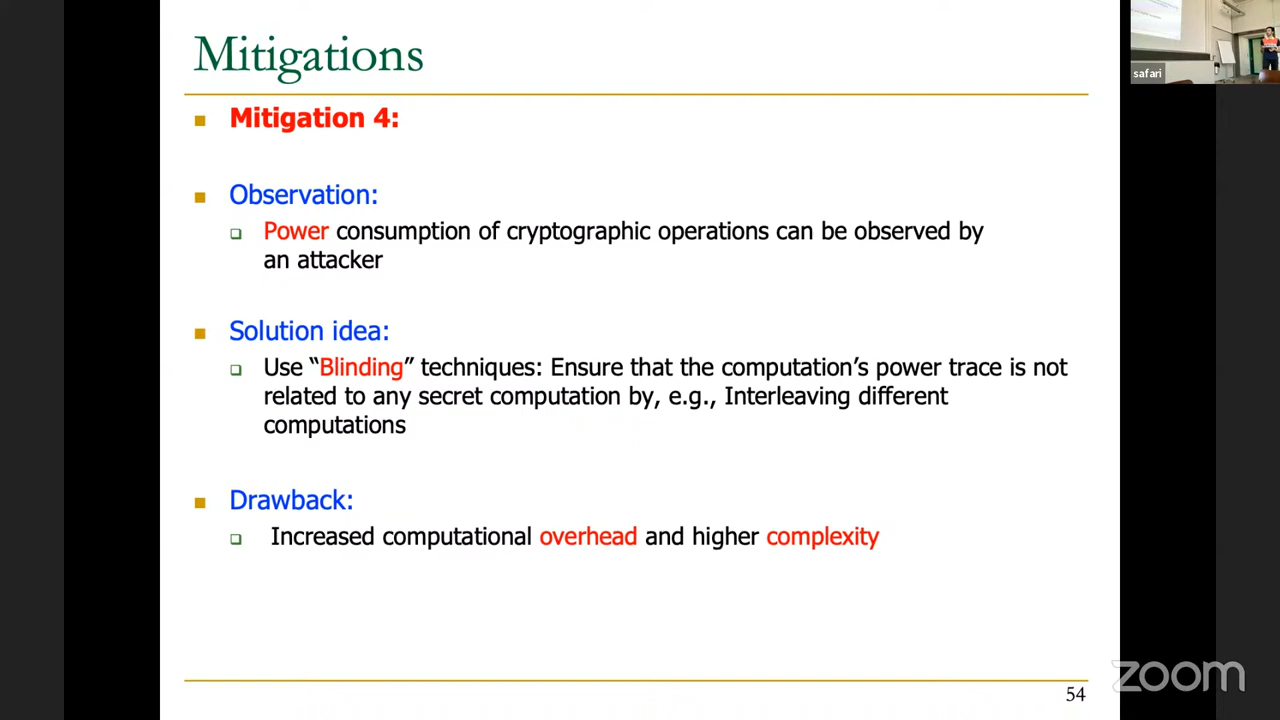 Mitigations
Mitigation 4:
Observation:
Power consumption of cryptographic operations can be observed by
an attacker
Solution idea:
Use “Blinding” techniques: Ensure that the computation’s power trace is not
related to any secret computation by, e.g., Interleaving different
computations
Drawback:
Increased computational overhead and higher complexity
54
safari
zoom